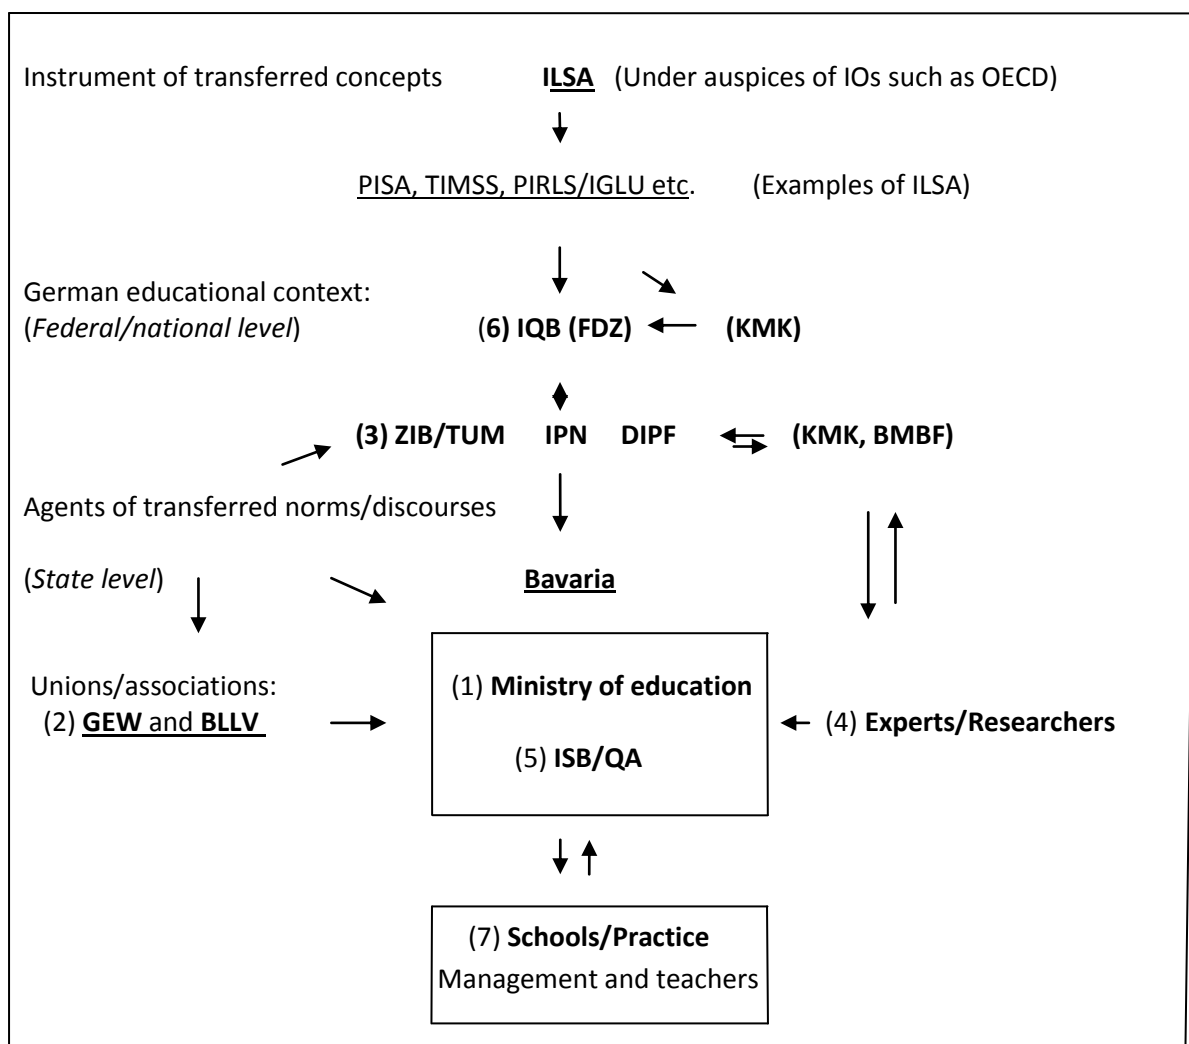 Instrument of transferred concepts ILSA (Under auspices of IOs such as OECD)
PISA, TIMSS, PIRLS/IGLU etc. (Examples of ILSA)
German educational context:
(Federal/national level) (6) IQB (FDZ) (KMK)
(3) ZIB/TUM IPN DIPF (KMK, BMBF)
Agents of transferred norms/discourses
(State level) Bavaria
Unions/associations:
(2) GEW and BLLV
(1) Ministry of education
(5) ISB/QA
(4) Experts/Researchers
(7) Schools/Practice
Management and teachers